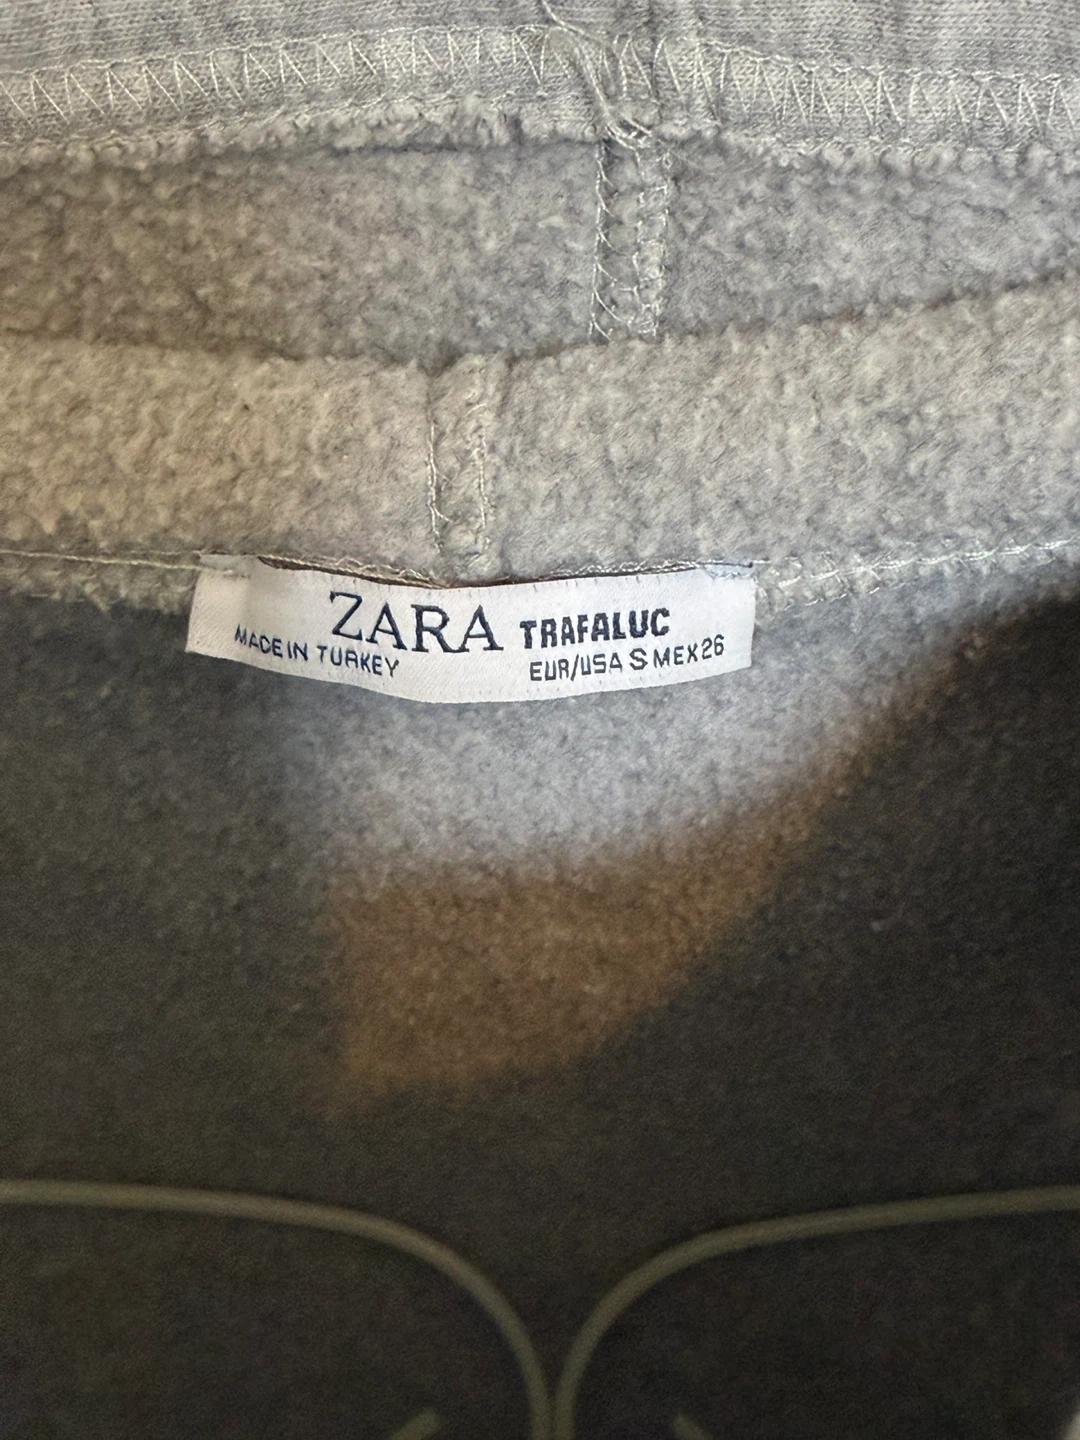 ZARA TRAFALUC
MADE IN TURKEY EUR/USA S MEX 26